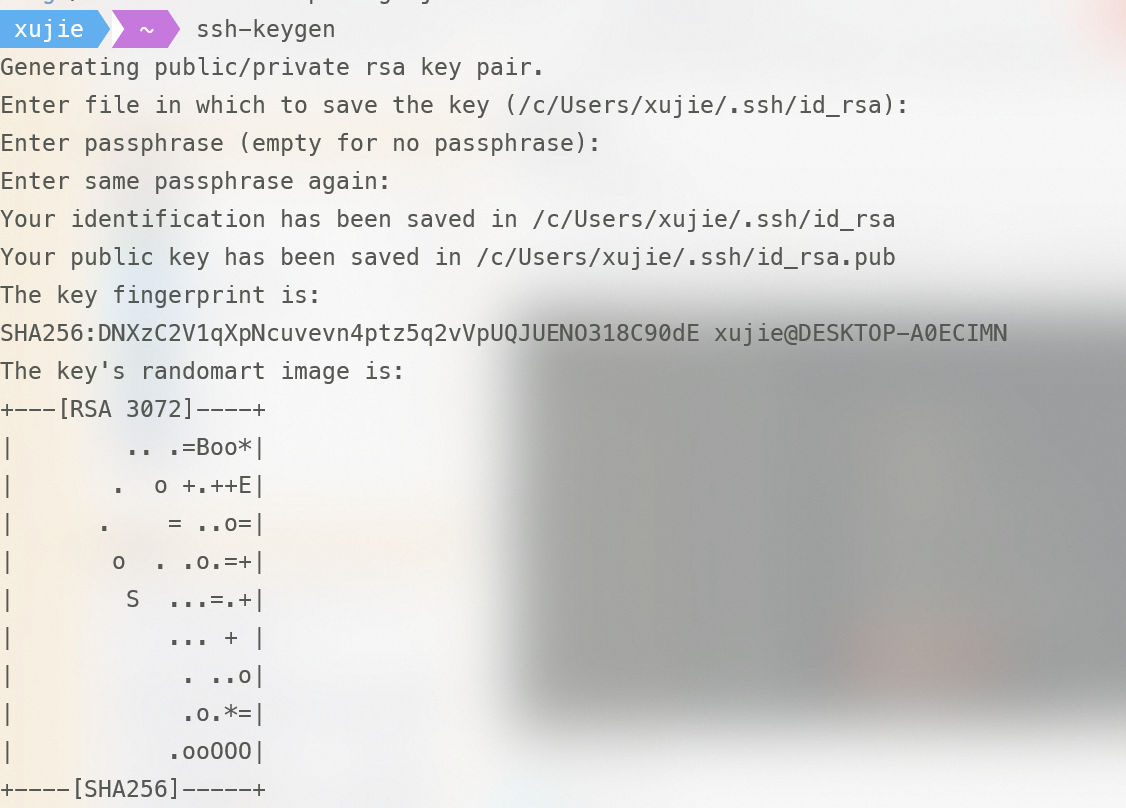 xujie ~ ssh-keygen
Generating public/private rsa key pair.
Enter file in which to save the key (/c/Users/xujie/.ssh/id_rsa):
Enter passphrase (empty for no passphrase):
Enter same passphrase again:
Your identification has been saved in /c/Users/xujie/.ssh/id_rsa
Your public key has been saved in /c/Users/xujie/.ssh/id_rsa.pub
The key fingerprint is:
SHA256:DNXzC2V1qXpNcuvevn4ptz5q2vVpUQJUENO318C90dE xujie@DESKTOP-A0ECIMN
The key's randomart image is:
+---[RSA 3072]----+
|        .. .=Boo*|
|       .  o +.++E|
|      .    = ..o=|
|       o  . .o.=+|
|        S  ...=.+|
|           ... + |
|            . ..o|
|            .o.*=|
|           .ooOOO|
+----[SHA256]-----+